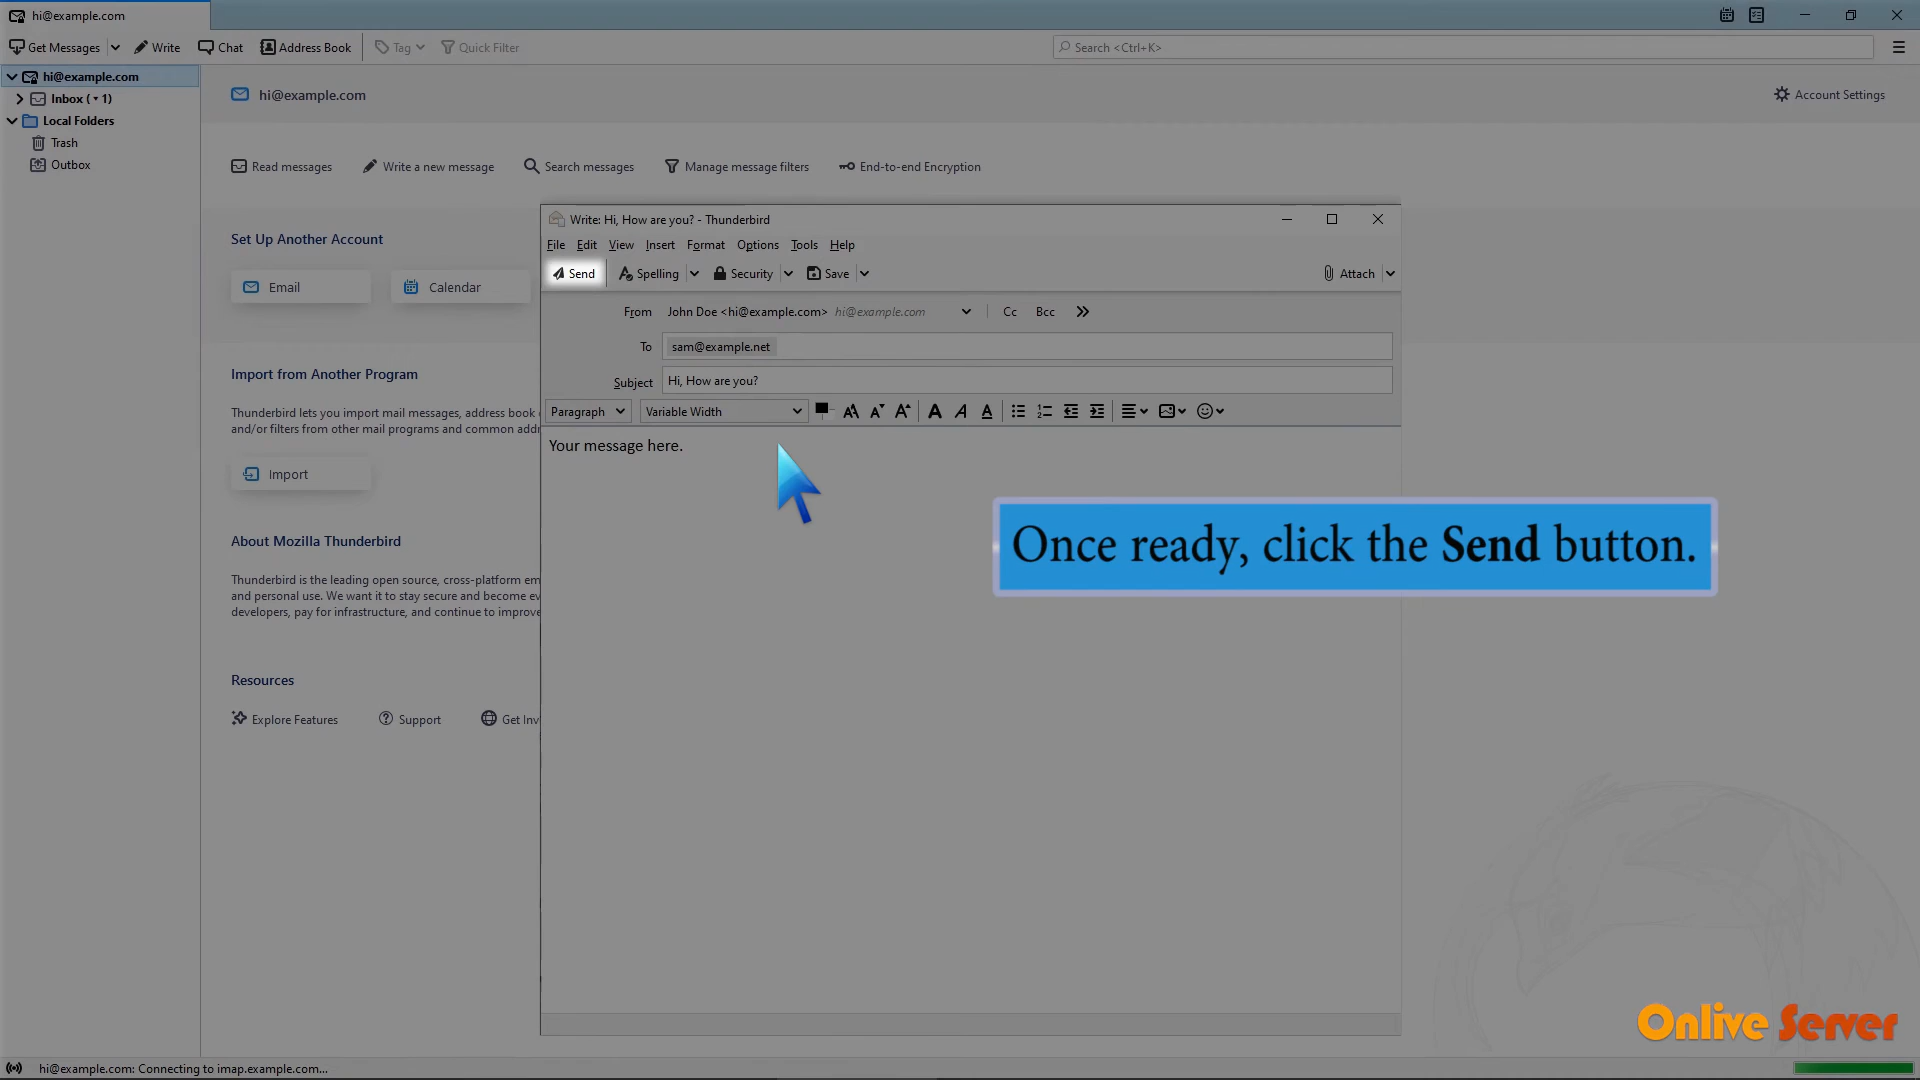 hi@example.com
Get Messages
Write
Chat
Address Book
Tag
Quick Filter
Search <Ctrl+K>
hi@example.com
Inbox ( • 1)
Local Folders
Trash
Outbox
hi@example.com
Account Settings
Read messages
Write a new message
Search messages
Manage message filters
End-to-end Encryption
Set Up Another Account
Email
Calendar
Import from Another Program
Thunderbird lets you import mail messages, address book
and/or filters from other mail programs and common
Import
About Mozilla Thunderbird
Thunderbird is the leading open source, cross-platform
and personal use. We want it to stay secure and become
developers, pay for infrastructure, and continue to improve
Resources
Explore Features
Support
Get
Write: Hi, How are you? - Thunderbird
File
Edit
View
Insert
Format
Options
Tools
Help
Send
Spelling
Security
Save
Attach
From
John Doe <hi@example.com> hi@example.com
Cc
Bcc
To
sam@example.net
Subject
Hi, How are you?
Paragraph
Variable Width
Your message here.
Once ready, click the Send button.
Onlive Server
hi@example.com: Connecting to imap.example.com...